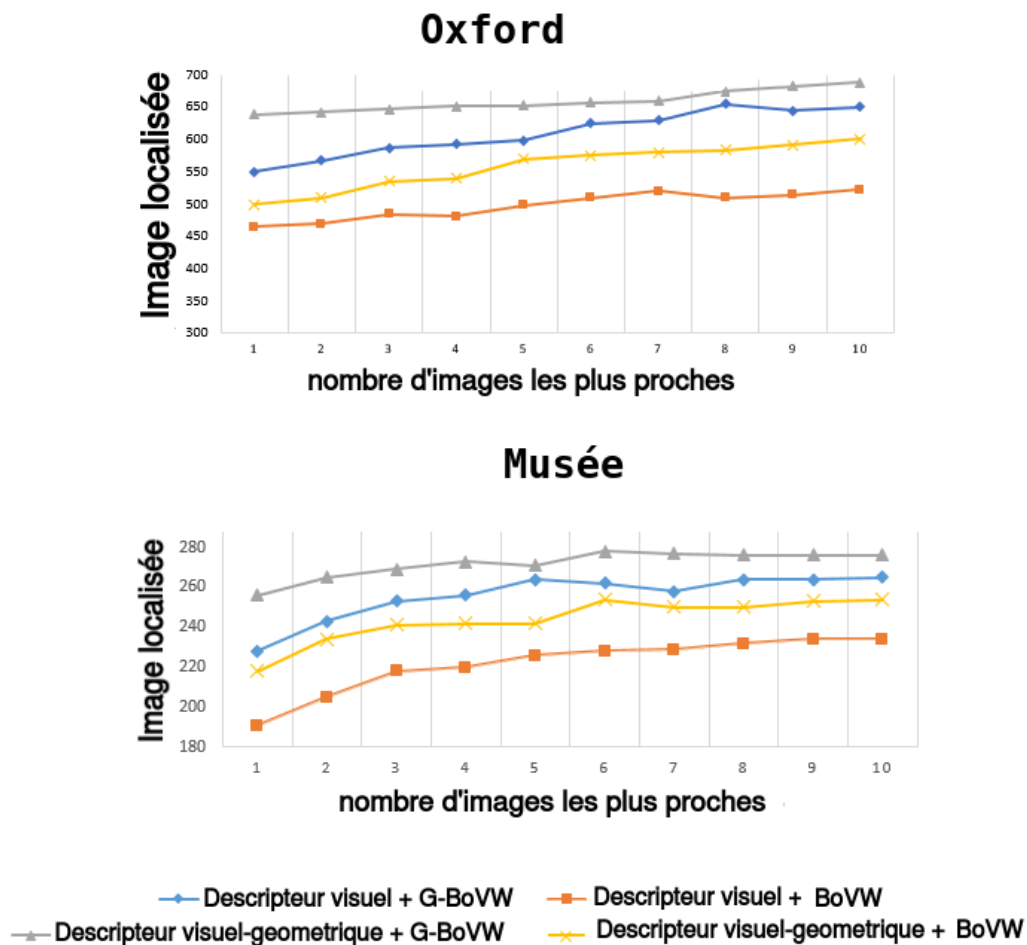 Oxford
Image localisée
700
650
600
550
500
450
400
350
300
1 2 3 4 5 6 7 8 9 10
nombre d'images les plus proches
Musée
Image localisée
280
260
240
220
200
180
1 2 3 4 5 6 7 8 9 10
nombre d'images les plus proches
Descripteur visuel + G-BoVW Descripteur visuel + BoVW
Descripteur visuel-geometrique + G-BoVW Descripteur visuel-geometrique + BoVW